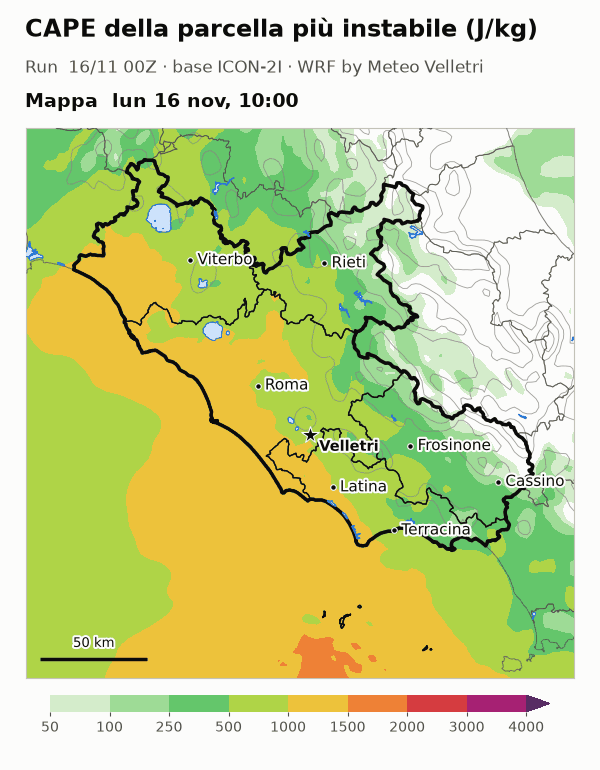 CAPE della parcella più instabile (J/kg)
Run  16/11 00Z · base ICON-2I · WRF by Meteo Velletri
Mappa  lun 16 nov, 10:00
Viterbo
Rieti
Roma
Velletri
Frosinone
Cassino
Latina
Terracina
50 km
50 100 250 500 1000 1500 2000 3000 4000